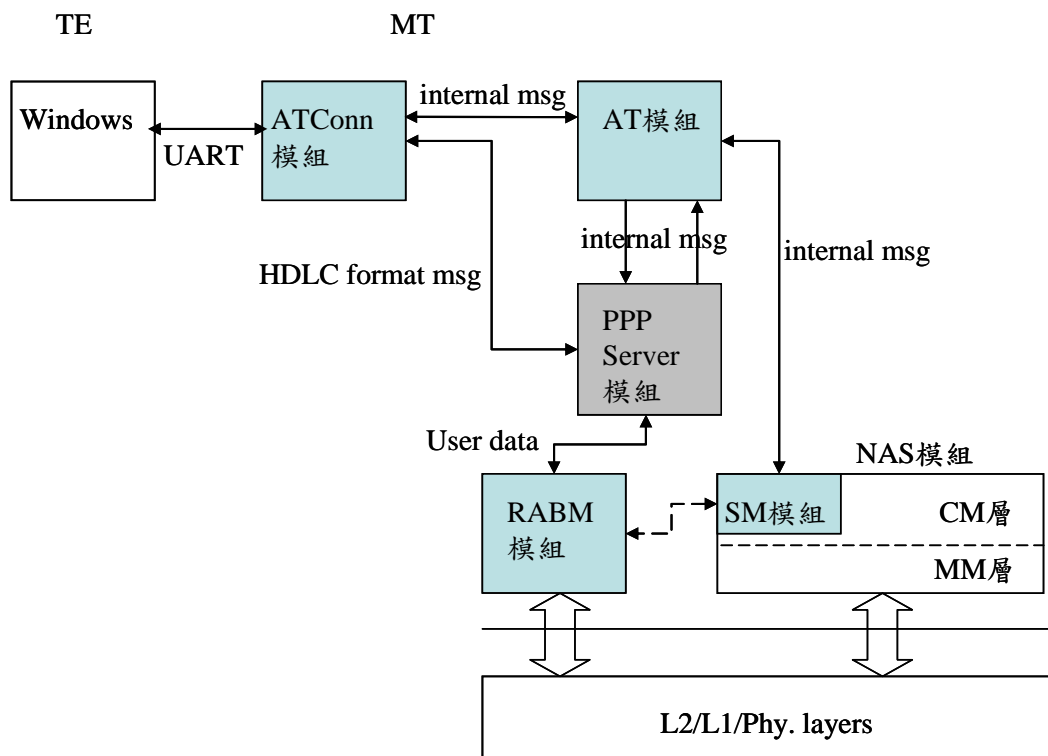 TE
MT
Windows
UART
ATConn
模組
internal msg
AT模組
internal msg
internal msg
HDLC format msg
PPP
Server
模組
User data
NAS模組
RABM
模組
SM模組
CM層
MM層
L2/L1/Phy. layers